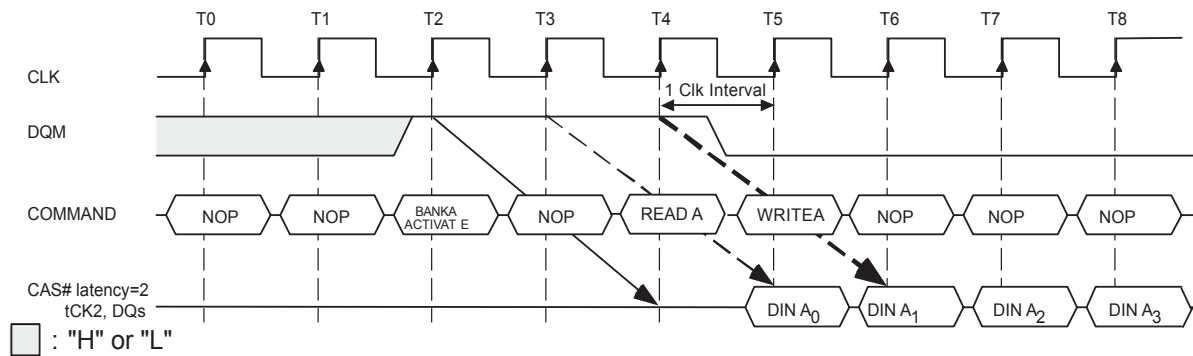 T0 T1 T2 T3 T4 T5 T6 T7 T8
CLK
1 Clk Interval
DQM
COMMAND NOP NOP BANKA ACTIVAT E NOP READ A WRITEA NOP NOP NOP
CAS# latency=2
tCK2, DQs
DIN A0 DIN A1 DIN A2 DIN A3
: "H" or "L"